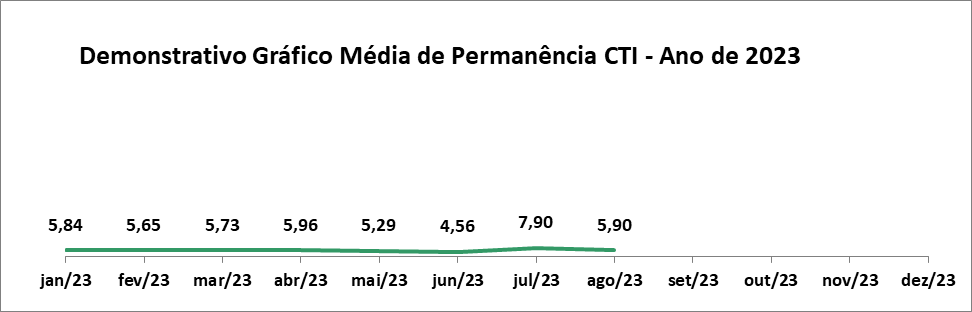 Demonstrativo Gráfico Média de Permanência CTI - Ano de 2023
5,84 5,65 5,73 5,96 5,29 4,56 7,90 5,90
jan/23 fev/23 mar/23 abr/23 mai/23 jun/23 jul/23 ago/23 set/23 out/23 nov/23 dez/23